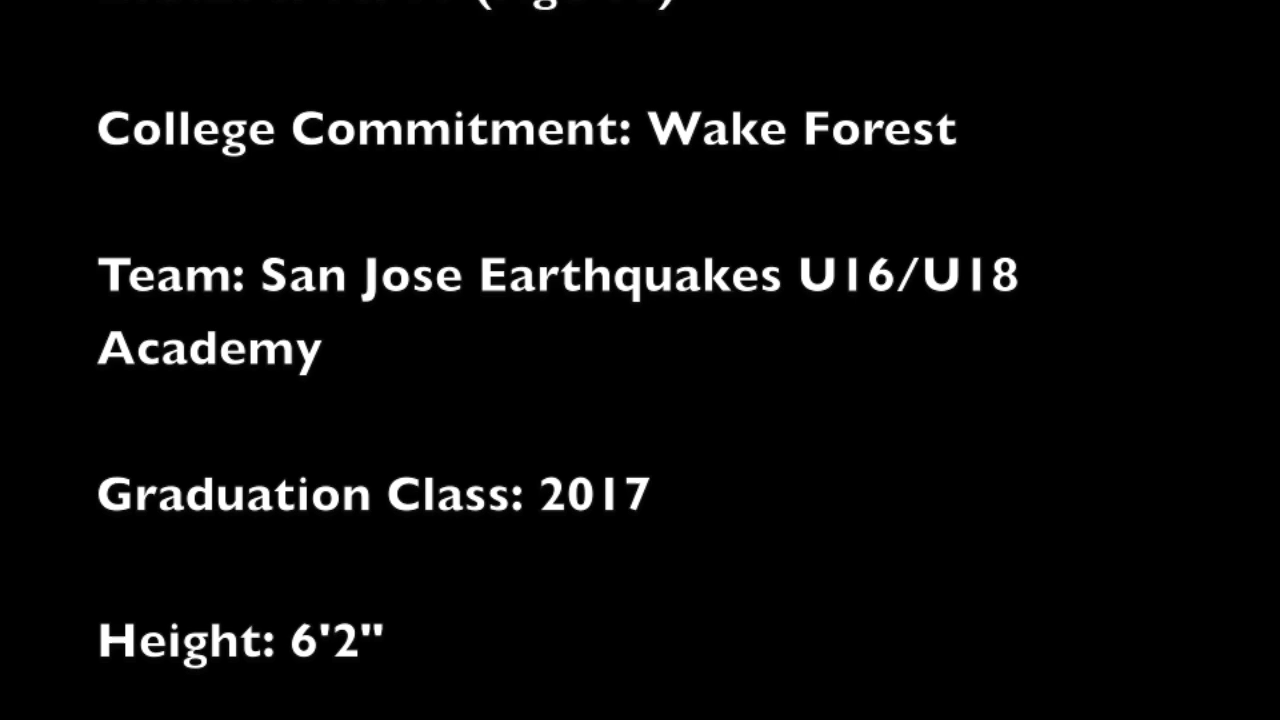 College Commitment: Wake Forest
Team: San Jose Earthquakes U16/U18
Academy
Graduation Class: 2017
Height: 6'2"